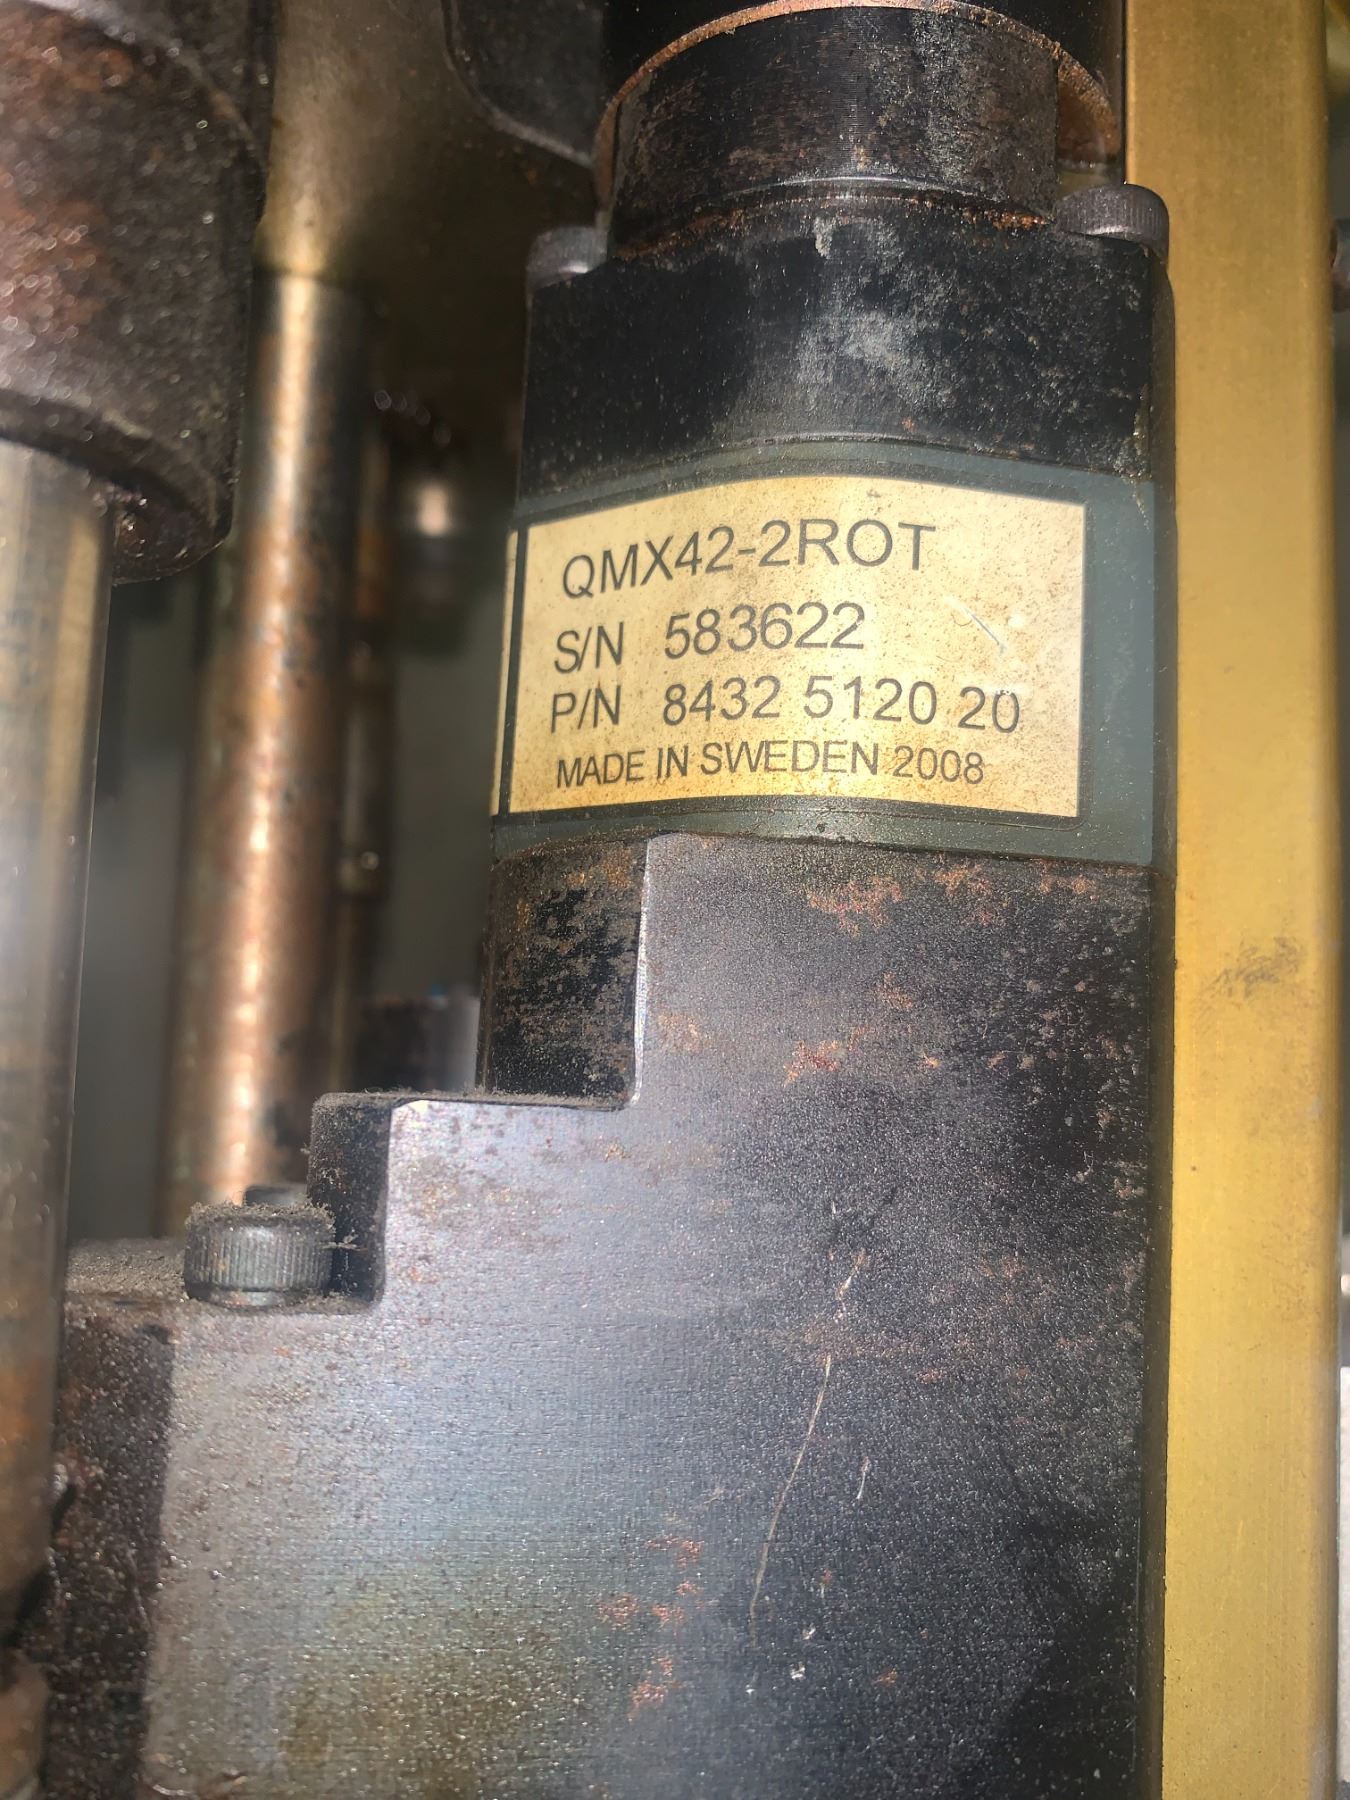 QMX42-2ROT
S/N 583622
P/N 8432 5120 20
MADE IN SWEDEN 2008